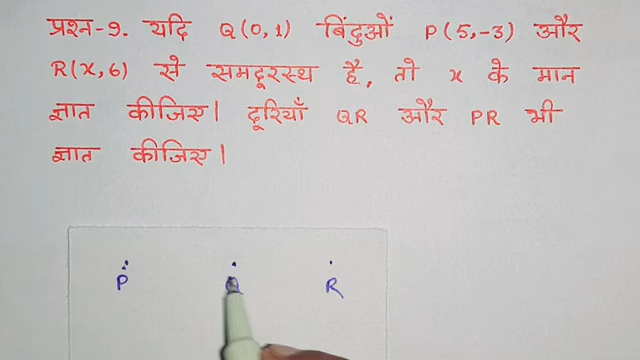 प्रश्न-9. यदि Q(0,1) बिंदुओं P(5,-3) और
R(x,6) से समदूरस्थ है, तो x के मान
ज्ञात कीजिए। दूरियाँ QR और PR भी
ज्ञात कीजिए।
P Q R